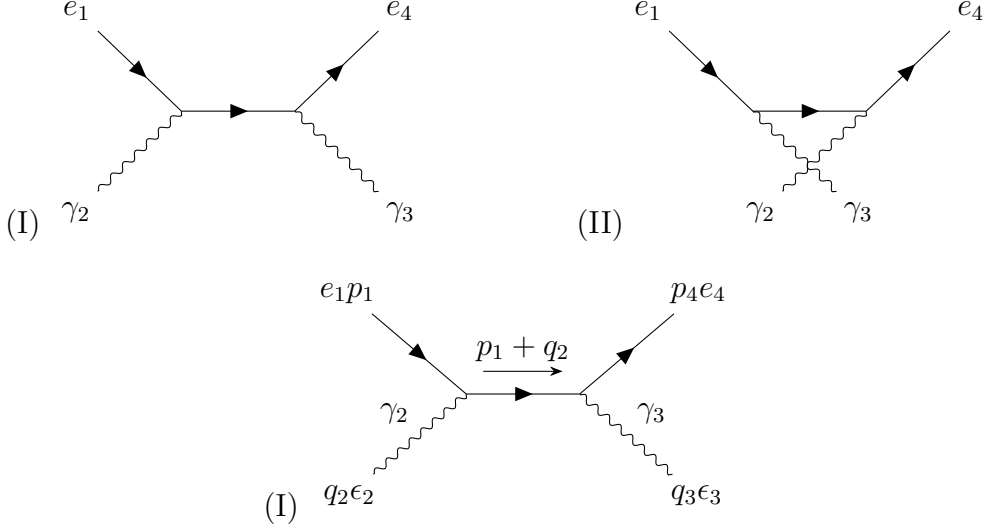 e₁ e₄ e₁ e₄
γ₂ γ₃ γ₂ γ₃
(I) (II)
e₁p₁ p₄e₄
p₁ + q₂
γ₂ γ₃
q₂ϵ₂ q₃ϵ₃
(I)